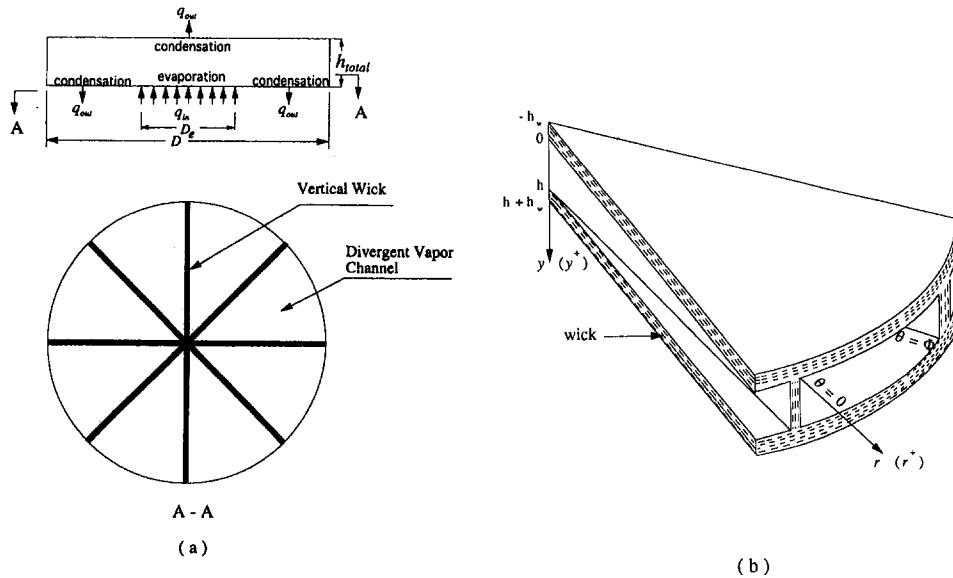 q_out
condensation
h_total
condensation evaporation condensation
A q_out q_in q_out A
D_e
D
Vertical Wick
Divergent Vapor
Channel
A - A
( a )
- h_w
0
h
h + h_w
y (y⁺)
wick
θ = Φ
θ = 0
r (r⁺)
( b )